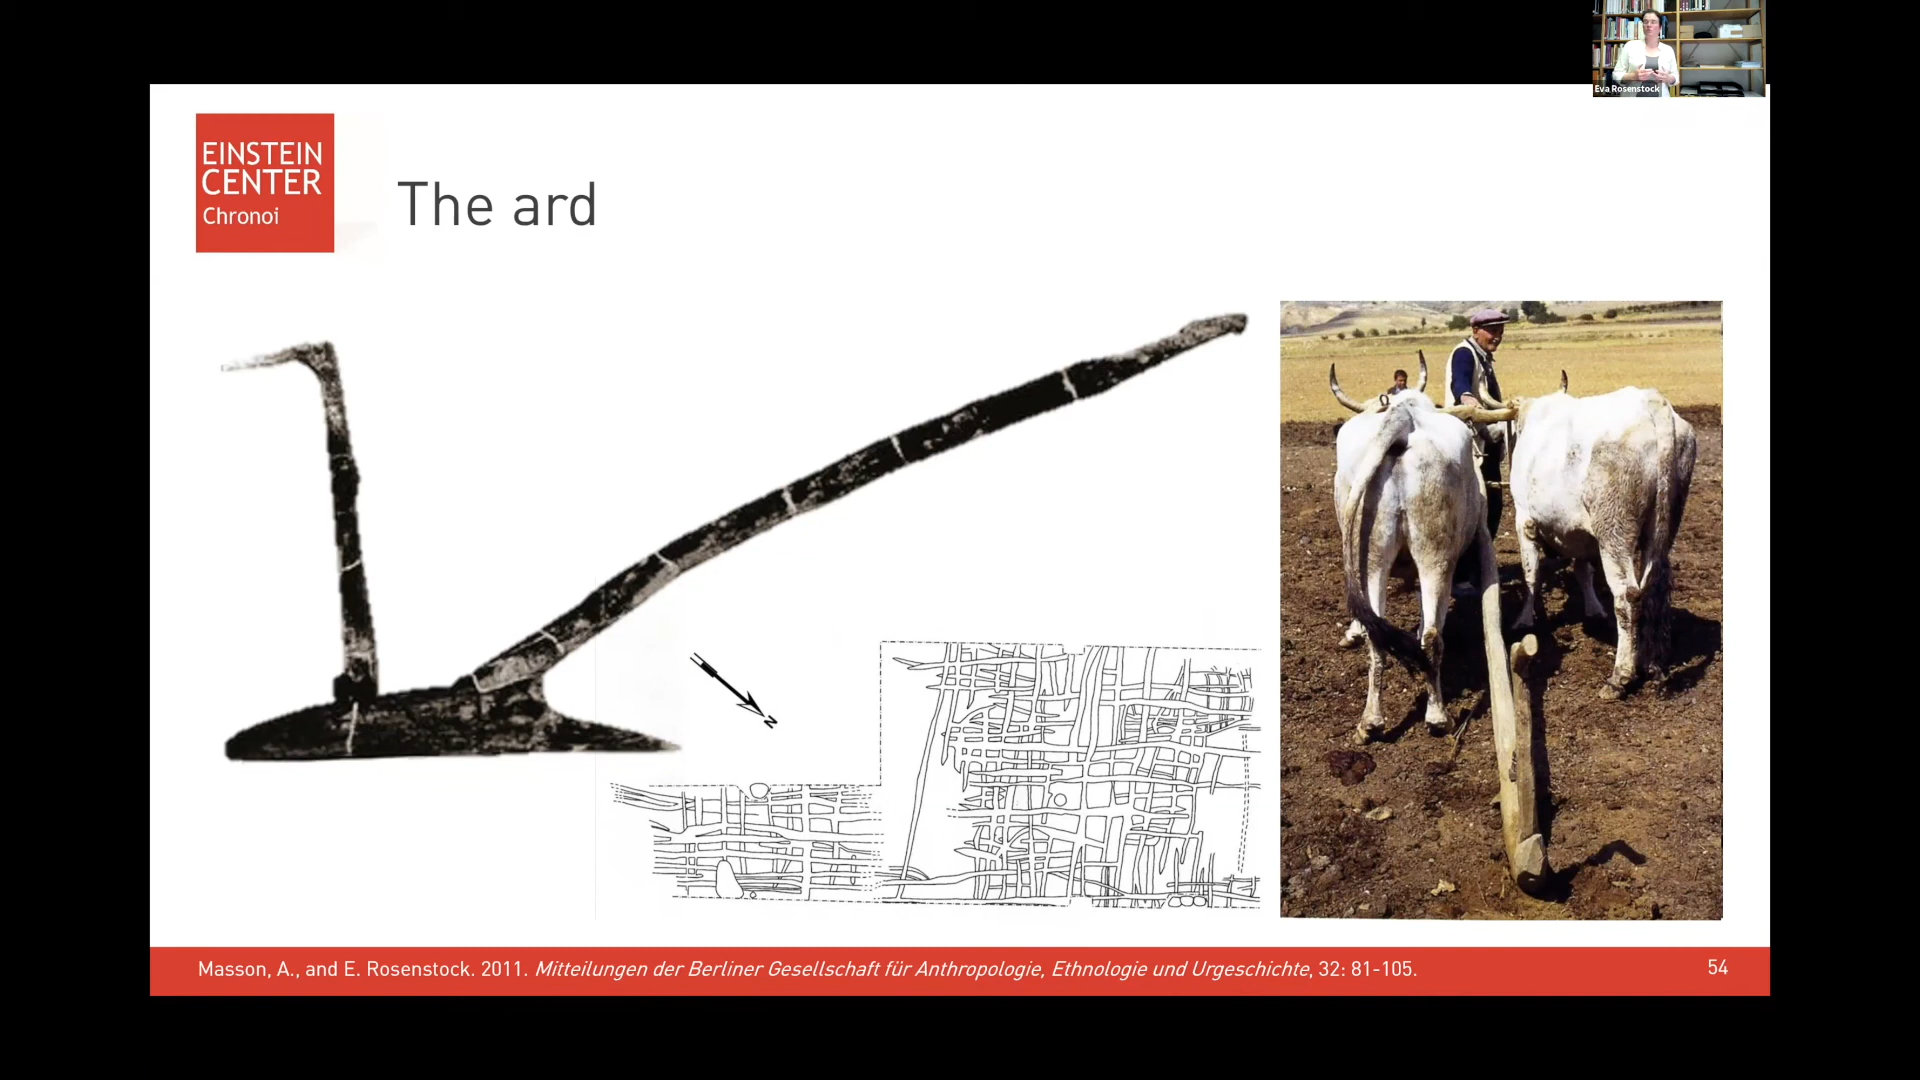 Eva Rosenstock
EINSTEIN
CENTER
Chronoi
The ard
N
Masson, A., and E. Rosenstock. 2011. Mitteilungen der Berliner Gesellschaft für Anthropologie, Ethnologie und Urgeschichte, 32: 81-105.
54